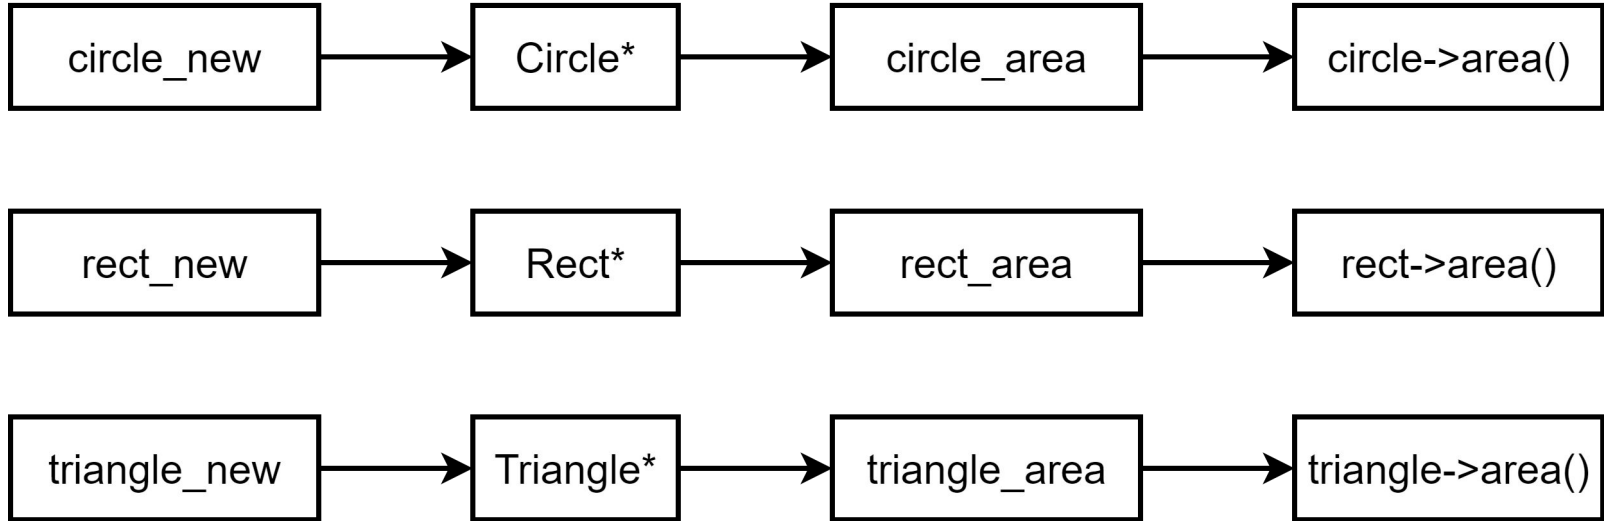 circle_new Circle* circle_area circle->area()
rect_new Rect* rect_area rect->area()
triangle_new Triangle* triangle_area triangle->area()